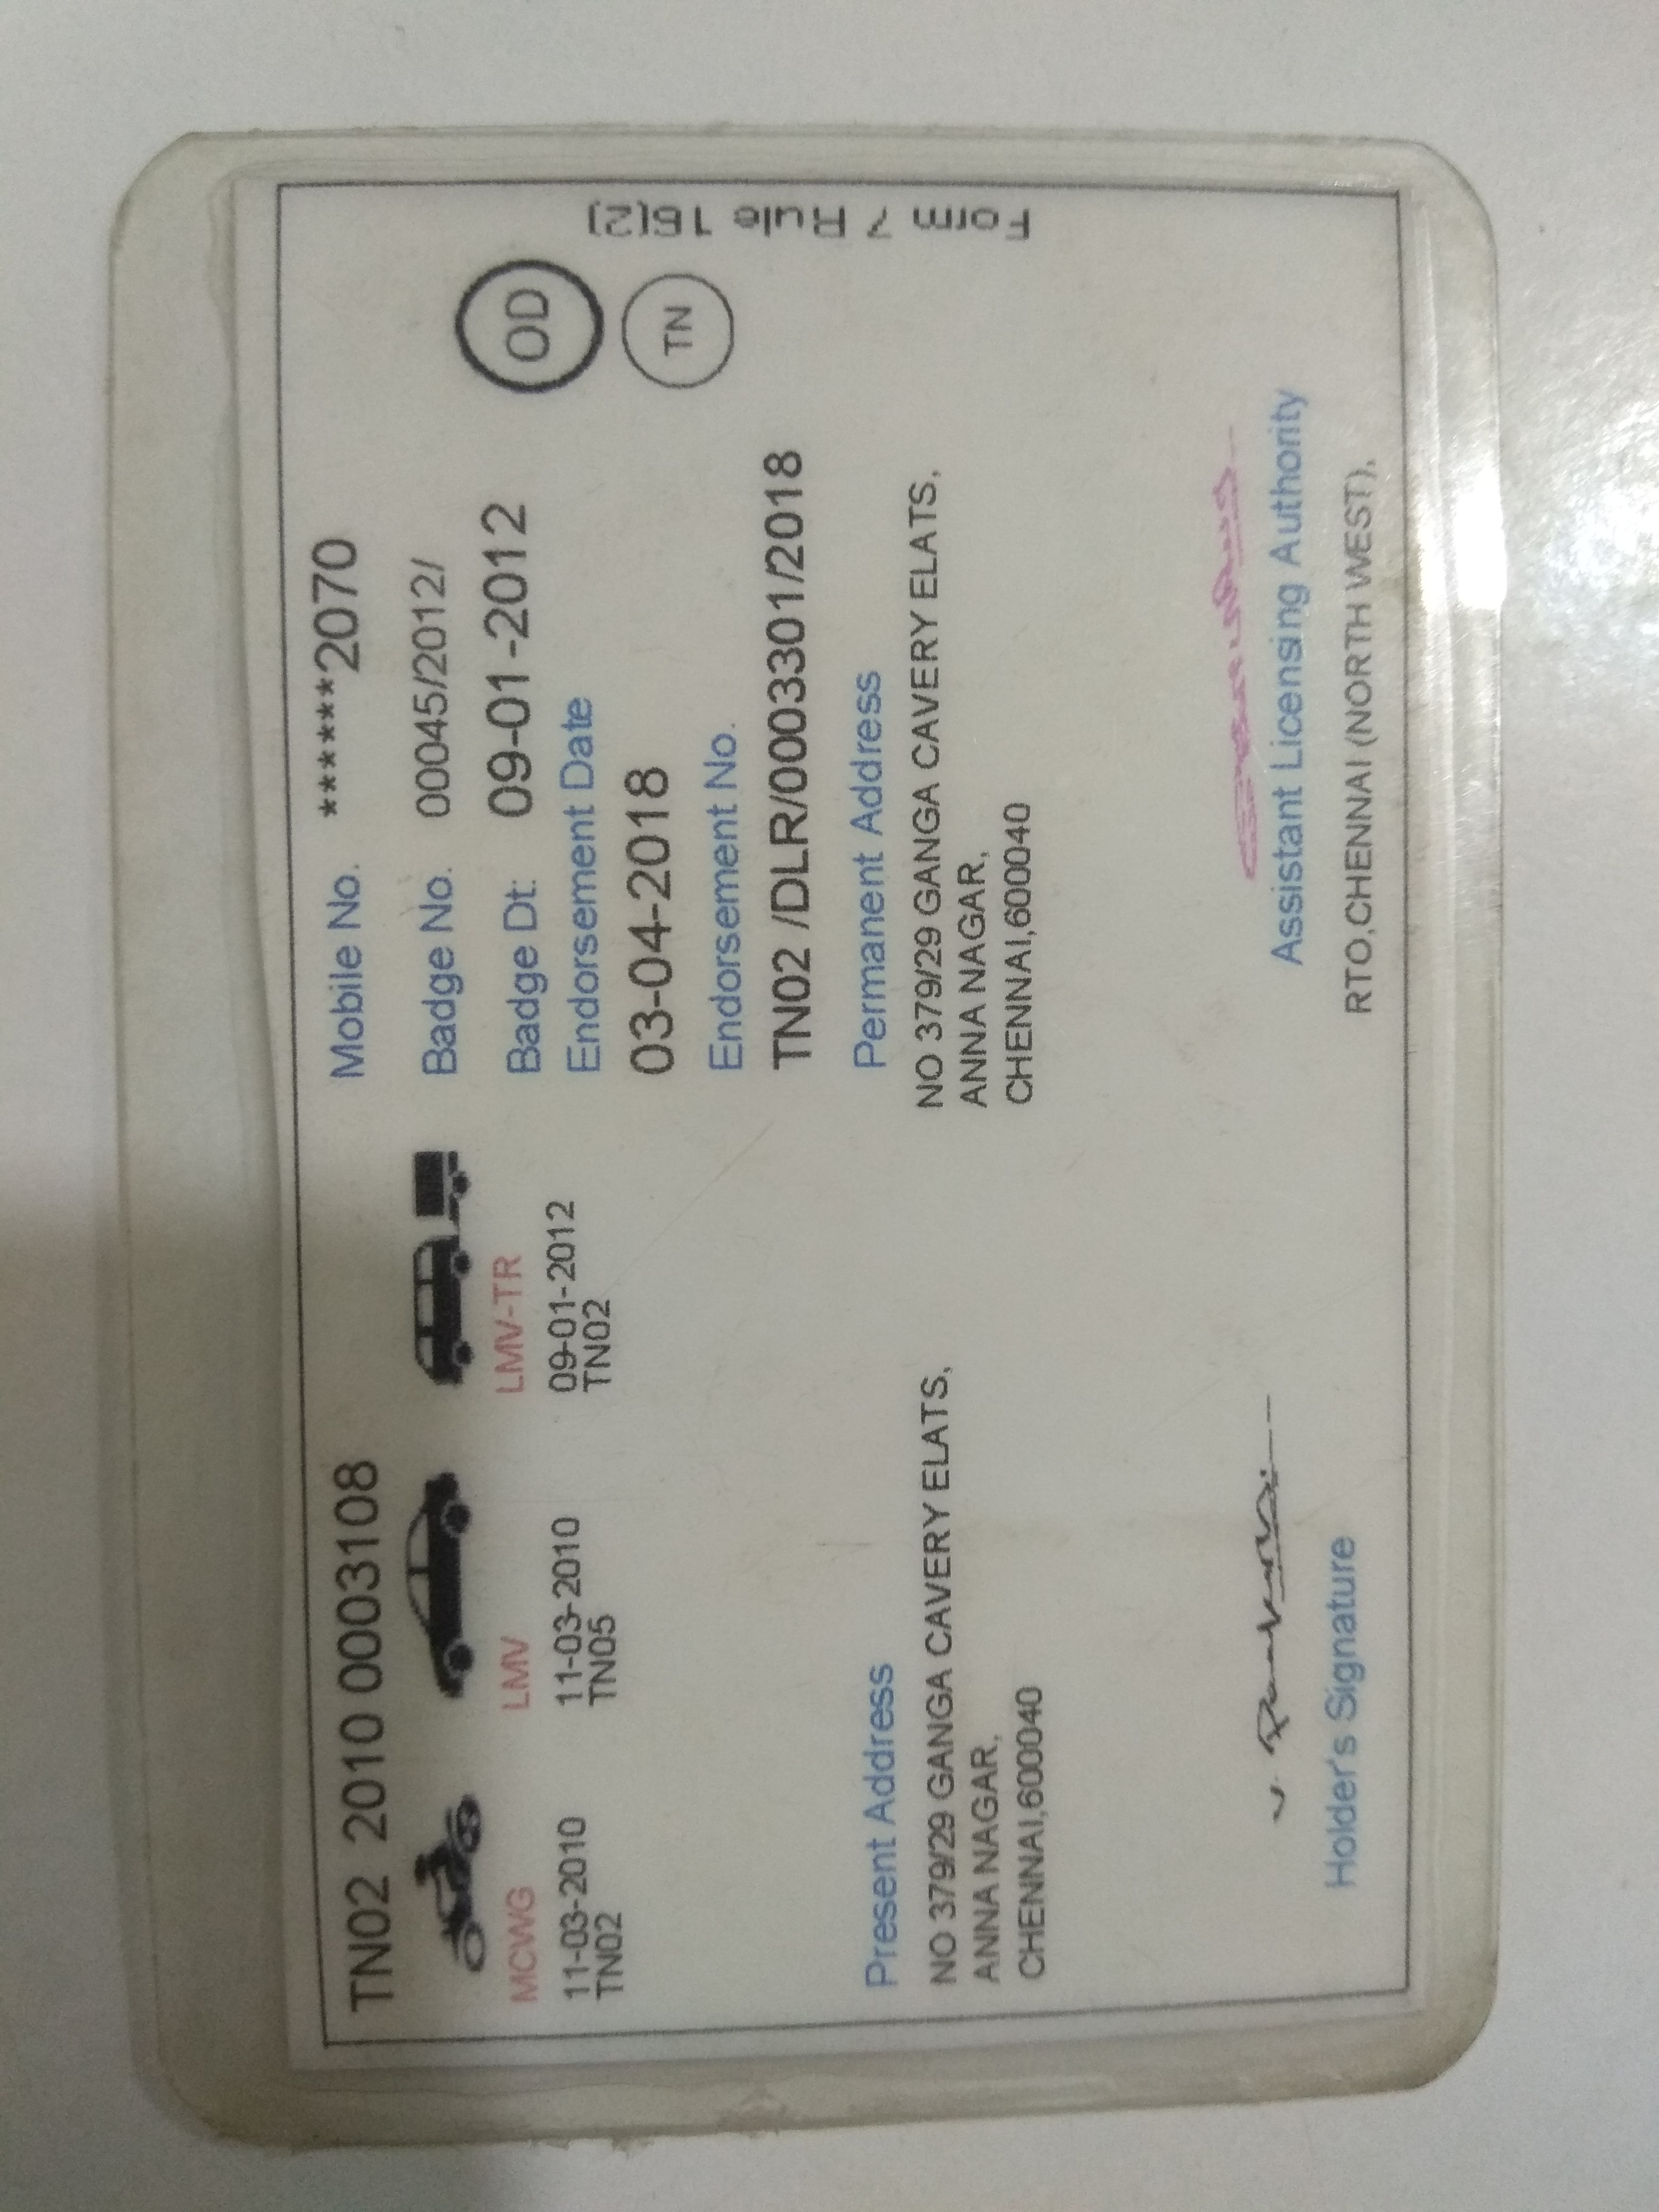 TN02 2010 0003108
MCWG
11-03-2010
TN02
LMV
11-03-2010
TN05
LMV-TR
09-01-2012
TN02
Mobile No. ******2070
Badge No. 00045/2012/
Badge Dt: 09-01-2012
Endorsement Date
03-04-2018
Endorsement No.
TN02 /DLR/0003301/2018
OD
TN
Form 7 Rule 16(2)
Present Address
NO 379/29 GANGA CAVERY ELATS,
ANNA NAGAR,
CHENNAI,600040
Permanent Address
NO 379/29 GANGA CAVERY ELATS,
ANNA NAGAR,
CHENNAI,600040
Holder's Signature
Assistant Licensing Authority
RTO,CHENNAI (NORTH WEST),